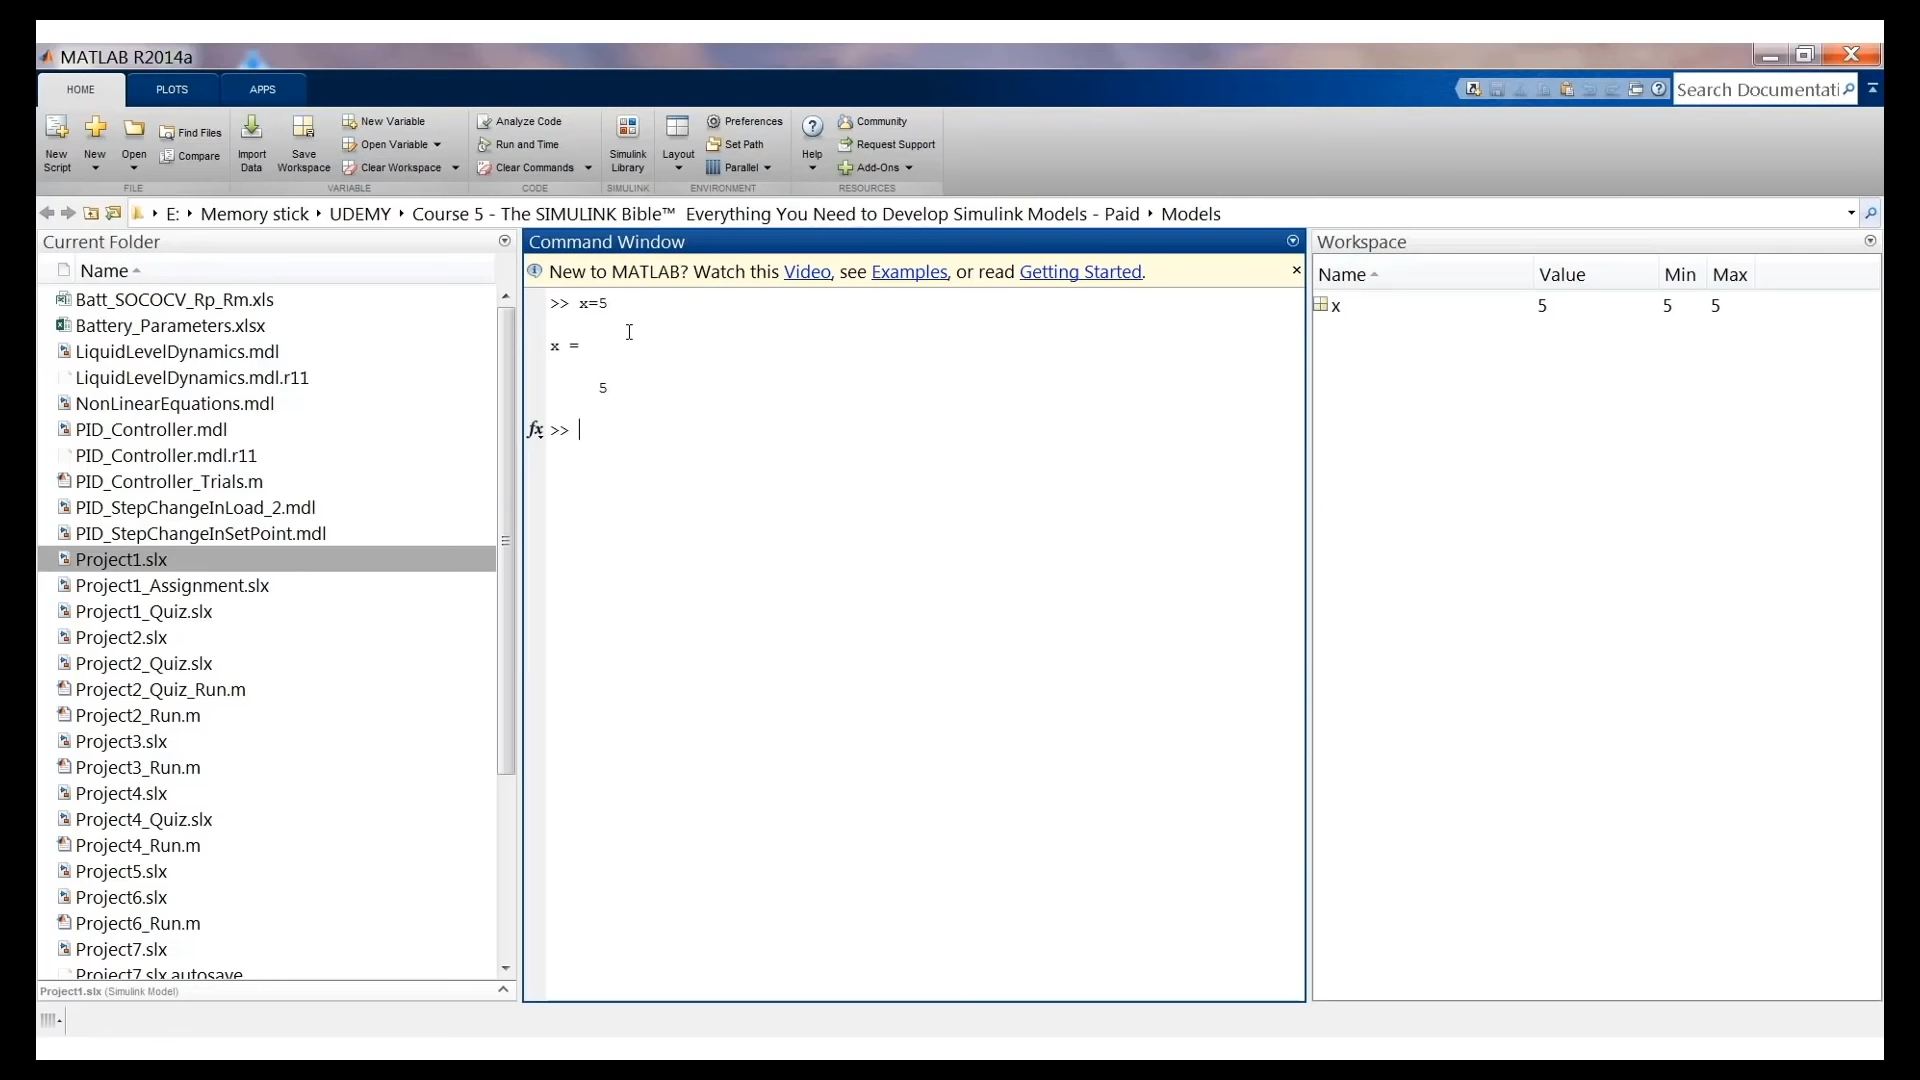 MATLAB R2014a
HOME PLOTS APPS
Search Documentati
New Script
New
Open
Find Files
Compare
FILE
Import Data
Save Workspace
New Variable
Open Variable
Clear Workspace
VARIABLE
Analyze Code
Run and Time
Clear Commands
CODE
Simulink Library
SIMULINK
Layout
Preferences
Set Path
Parallel
ENVIRONMENT
Help
Community
Request Support
Add-Ons
RESOURCES
E: Memory stick UDEMY Course 5 - The SIMULINK Bible™ Everything You Need to Develop Simulink Models - Paid Models
Current Folder
Name
Batt_SOCOCV_Rp_Rm.xls
Battery_Parameters.xlsx
LiquidLevelDynamics.mdl
LiquidLevelDynamics.mdl.r11
NonLinearEquations.mdl
PID_Controller.mdl
PID_Controller.mdl.r11
PID_Controller_Trials.m
PID_StepChangeInLoad_2.mdl
PID_StepChangeInSetPoint.mdl
Project1.slx
Project1_Assignment.slx
Project1_Quiz.slx
Project2.slx
Project2_Quiz.slx
Project2_Quiz_Run.m
Project2_Run.m
Project3.slx
Project3_Run.m
Project4.slx
Project4_Quiz.slx
Project4_Run.m
Project5.slx
Project6.slx
Project6_Run.m
Project7.slx
Project7.slx.autosave
Project1.slx (Simulink Model)
Command Window
New to MATLAB? Watch this Video, see Examples, or read Getting Started.
>> x=5
x =
5
fx >>
Workspace
Name Value Min Max
x 5 5 5